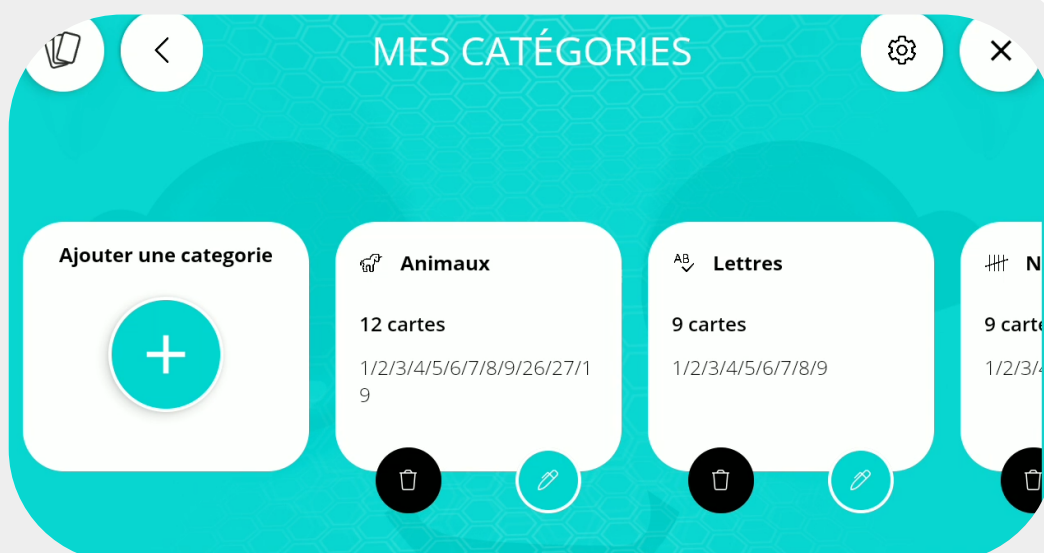 MES CATÉGORIES
Ajouter une categorie
Animaux
12 cartes
1/2/3/4/5/6/7/8/9/26/27/1
9
AB
Lettres
9 cartes
1/2/3/4/5/6/7/8/9
N
9 carte
1/2/3/